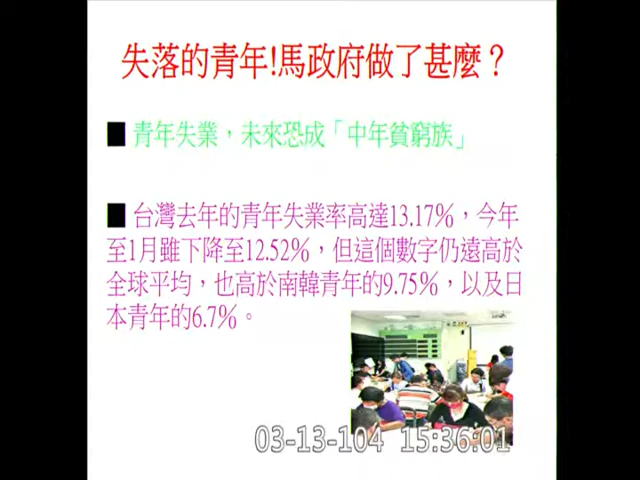 失落的青年!馬政府做了甚麼？
青年失業，未來恐成「中年貧窮族」
台灣去年的青年失業率高達13.17%，今年
至1月雖下降至12.52%，但這個數字仍遠高於
全球平均，也高於南韓青年的9.75%，以及日
本青年的6.7%。
03-13-104 15:36:01